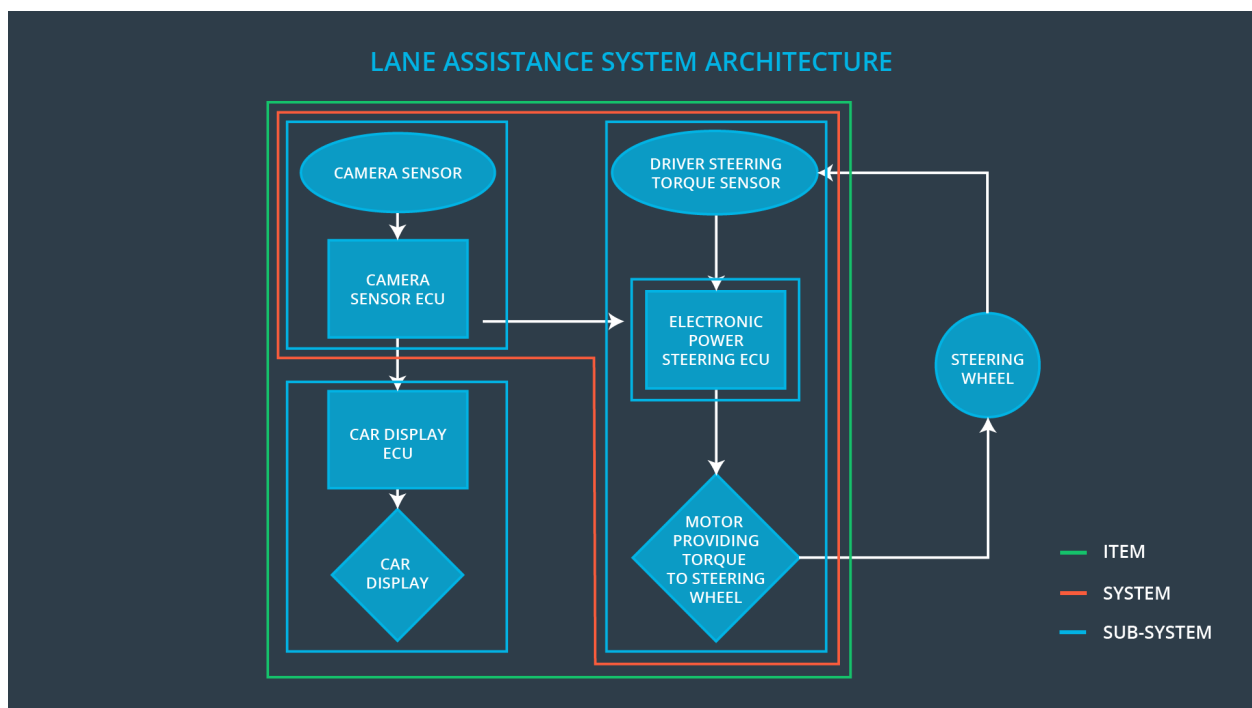 LANE ASSISTANCE SYSTEM ARCHITECTURE
CAMERA SENSOR
CAMERA
SENSOR ECU
CAR DISPLAY
ECU
CAR
DISPLAY
DRIVER STEERING
TORQUE SENSOR
ELECTRONIC
POWER
STEERING ECU
MOTOR
PROVIDING
TORQUE
TO STEERING
WHEEL
STEERING
WHEEL
ITEM
SYSTEM
SUB-SYSTEM